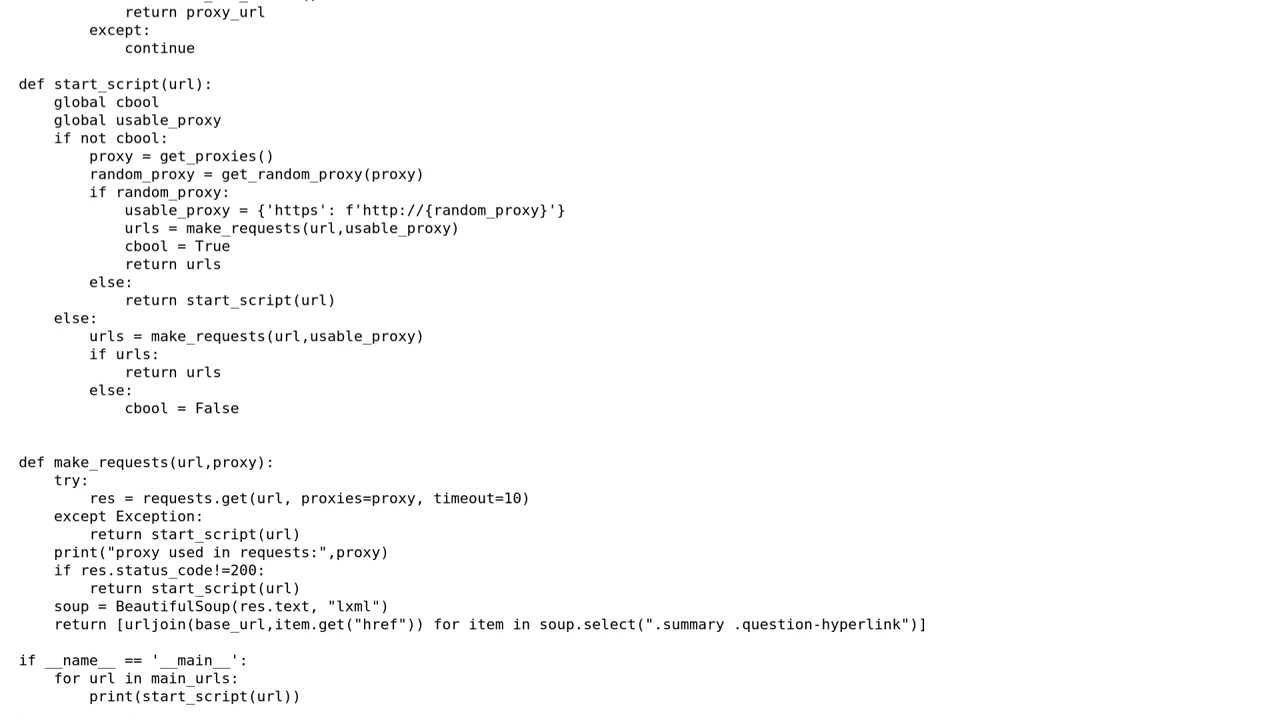 return proxy_url
        except:
            continue

def start_script(url):
    global cbool
    global usable_proxy
    if not cbool:
        proxy = get_proxies()
        random_proxy = get_random_proxy(proxy)
        if random_proxy:
            usable_proxy = {'https': f'http://{random_proxy}'}
            urls = make_requests(url,usable_proxy)
            cbool = True
            return urls
        else:
            return start_script(url)
    else:
        urls = make_requests(url,usable_proxy)
        if urls:
            return urls
        else:
            cbool = False


def make_requests(url,proxy):
    try:
        res = requests.get(url, proxies=proxy, timeout=10)
    except Exception:
        return start_script(url)
    print("proxy used in requests:",proxy)
    if res.status_code!=200:
        return start_script(url)
    soup = BeautifulSoup(res.text, "lxml")
    return [urljoin(base_url,item.get("href")) for item in soup.select(".summary .question-hyperlink")]

if __name__ == '__main__':
    for url in main_urls:
        print(start_script(url))